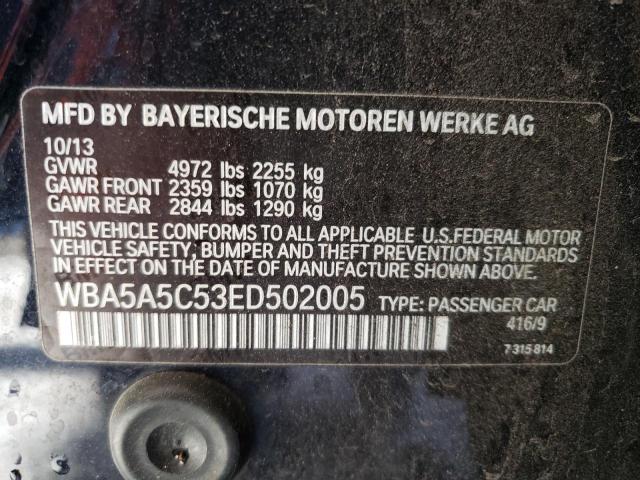 MFD BY BAYERISCHE MOTOREN WERKE AG
10/13
GVWR 4972 lbs 2255 kg
GAWR FRONT 2359 lbs 1070 kg
GAWR REAR 2844 lbs 1290 kg
THIS VEHICLE CONFORMS TO ALL APPLICABLE U.S.FEDERAL MOTOR
VEHICLE SAFETY, BUMPER AND THEFT PREVENTION STANDARDS
IN EFFECT ON THE DATE OF MANUFACTURE SHOWN ABOVE.
WBA5A5C53ED502005 TYPE: PASSENGER CAR
416/9
7 315 814